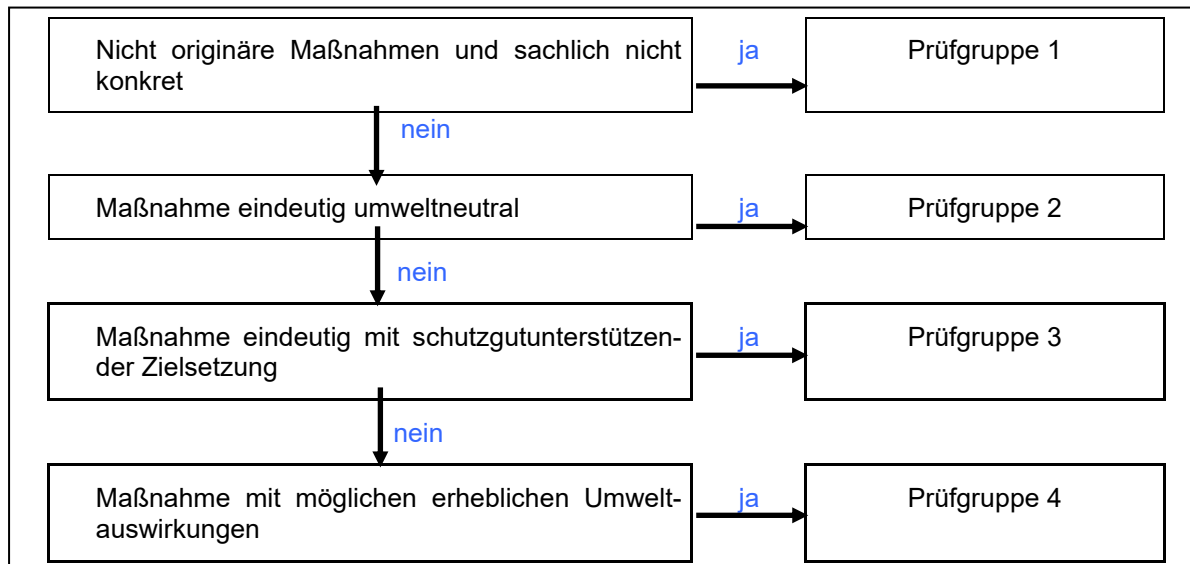 Nicht originäre Maßnahmen und sachlich nicht
konkret
ja
Prüfgruppe 1
nein
Maßnahme eindeutig umweltneutral
ja
Prüfgruppe 2
nein
Maßnahme eindeutig mit schutzgutunterstützen-
der Zielsetzung
ja
Prüfgruppe 3
nein
Maßnahme mit möglichen erheblichen Umwelt-
auswirkungen
ja
Prüfgruppe 4